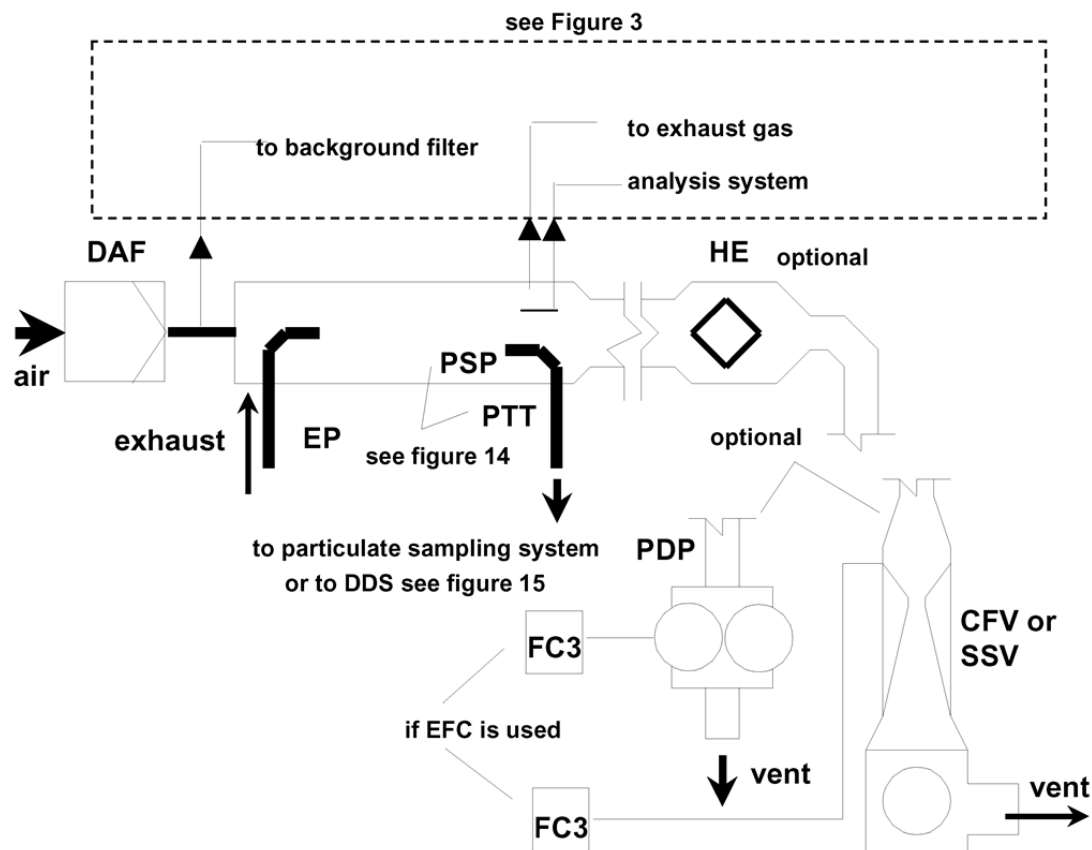 see Figure 3
to exhaust gas
to background filter
analysis system
DAF
HE optional
air
PSP
exhaust
EP
PTT
optional
see figure 14
to particulate sampling system
or to DDS see figure 15
PDP
CFV or
SSV
FC3
if EFC is used
vent
vent
FC3